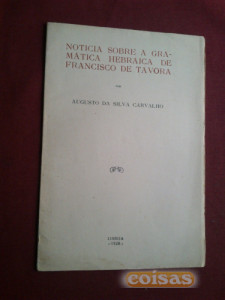 NOTICIA SOBRE A GRA-
MÁTICA HEBRAICA DE
FRANCISCO DE TAVORA
POR
AUGUSTO DA SILVA CARVALHO
LISBOA
coisas